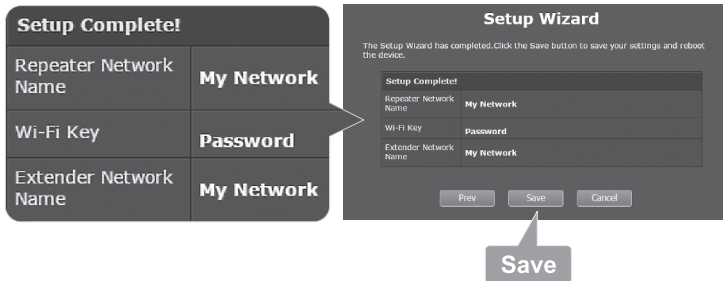 Setup Complete!
Repeater Network
Name
My Network
Wi-Fi Key
Password
Extender Network
Name
My Network
Setup Wizard
The Setup Wizard has completed.Click the Save button to save your settings and reboot
the device.
Setup Complete!
Repeater Network
Name
My Network
Wi-Fi Key
Password
Extender Network
Name
My Network
Prev
Save
Cancel
Save